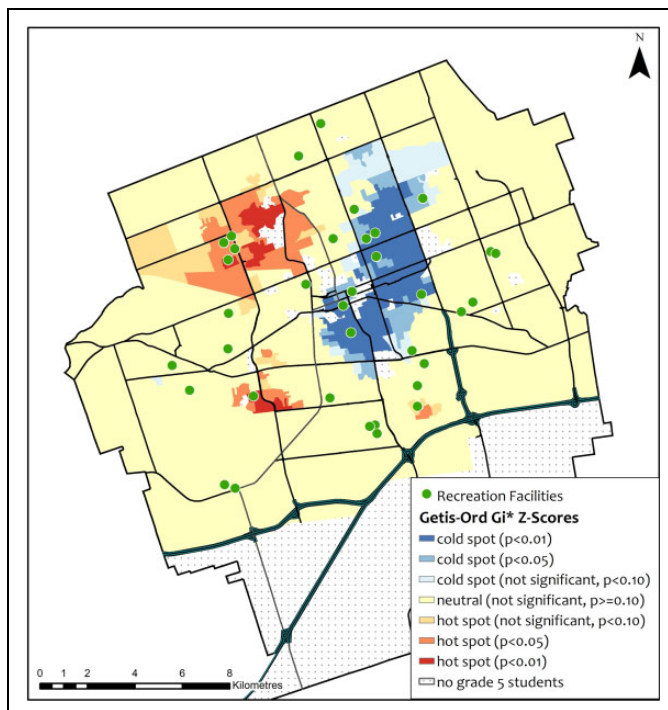 N
Recreation Facilities
Getis-Ord Gi* Z-Scores
cold spot (p<0.01)
cold spot (p<0.05)
cold spot (not significant, p<0.10)
neutral (not significant, p>=0.10)
hot spot (not significant, p<0.10)
hot spot (p<0.05)
hot spot (p<0.01)
no grade 5 students
0 1 2 4 6 8
Kilometres